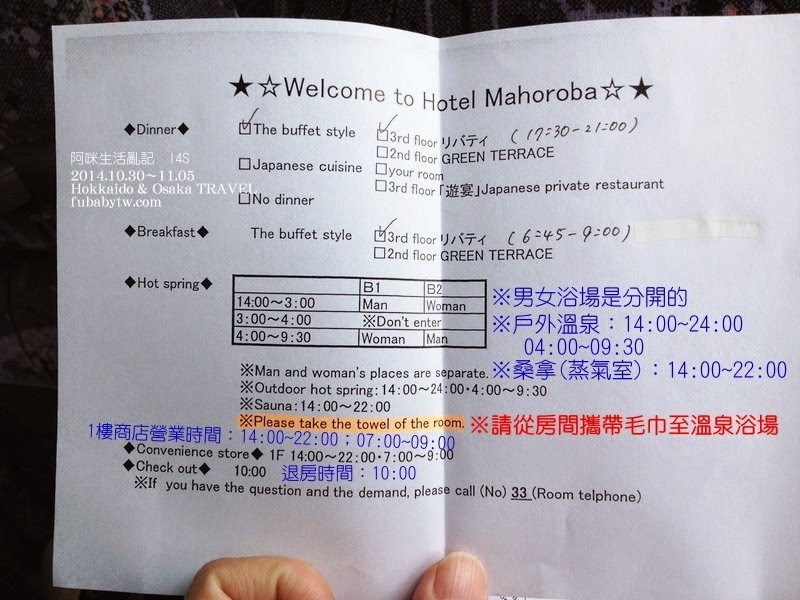 ★☆Welcome to Hotel Mahoroba☆★
◆Dinner◆ ☑The buffet style ☑3rd floor リバティ (17:30-21:00)
☐2nd floor GREEN TERRACE
☐Japanese cuisine ☐your room
☐3rd floor「遊宴」Japanese private restaurant
☐No dinner
阿咪生活亂記 14S
2014.10.30～11.05
Hokkaido & Osaka TRAVEL
fubabytw.com
◆Breakfast◆ The buffet style ☑3rd floor リバティ (6:45-9:00)
☐2nd floor GREEN TERRACE
◆Hot spring◆ B1 B2
14:00～3:00 Man Woman
3:00～4:00 ※Don't enter
4:00～9:30 Woman Man
※男女浴場是分開的
※戶外溫泉：14:00~24:00
04:00~09:30
※桑拿(蒸氣室)：14:00~22:00
※Man and woman's places are separate.
※Outdoor hot spring：14:00～24:00・4:00～9:30
※Sauna：14:00～22:00
※Please take the towel of the room.
※請從房間攜帶毛巾至溫泉浴場
1樓商店營業時間：14:00~22:00；07:00~09:00
◆Convenience store◆ 1F 14:00～22:00・7:00～9:00
◆Check out◆ 10:00 退房時間：10:00
※If you have the question and the demand, please call (No) 33 (Room telphone)